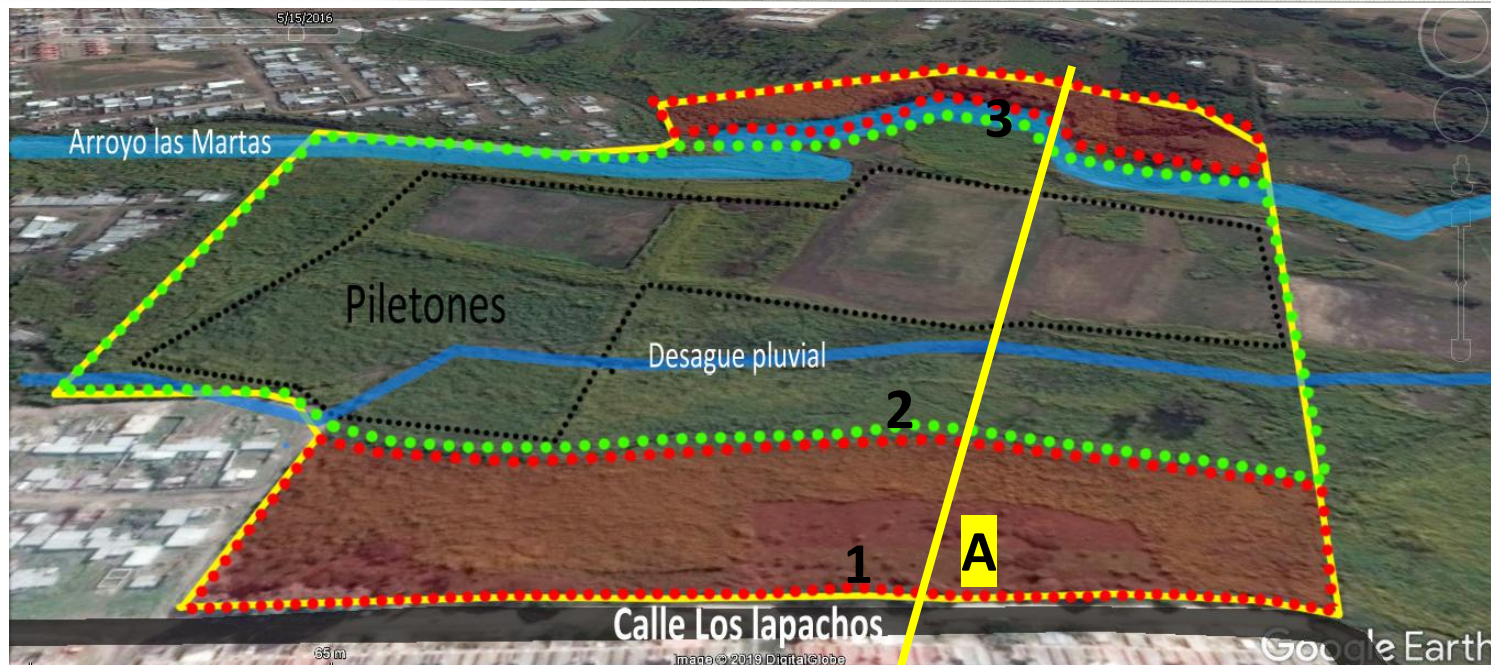 5/15/2016
Arroyo las Martas
3
Piletones
Desague pluvial
2
A
1
Calle Los lapachos
65 m
Image © 2019 DigitalGlobe
Google Earth